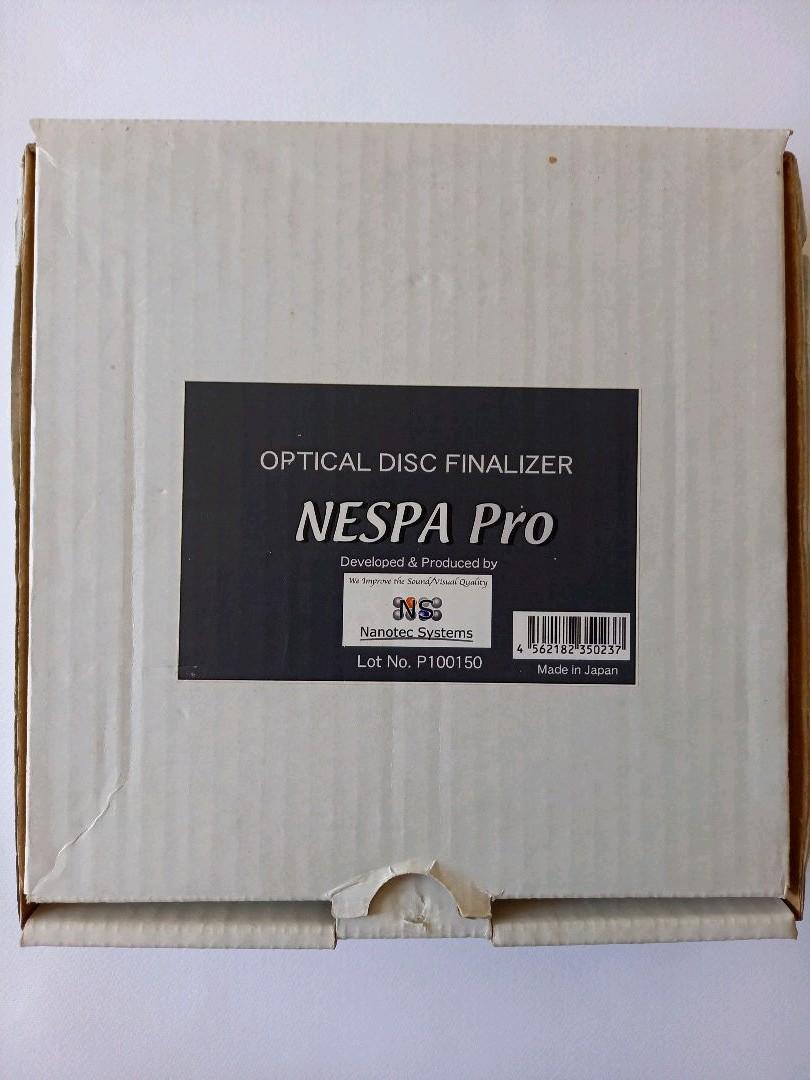 OPTICAL DISC FINALIZER
NESPA Pro
Developed & Produced by
We Improve the Sound/Visual Quality
NS
Nanotec Systems
Lot No. P100150
4 562182 350237
Made in Japan